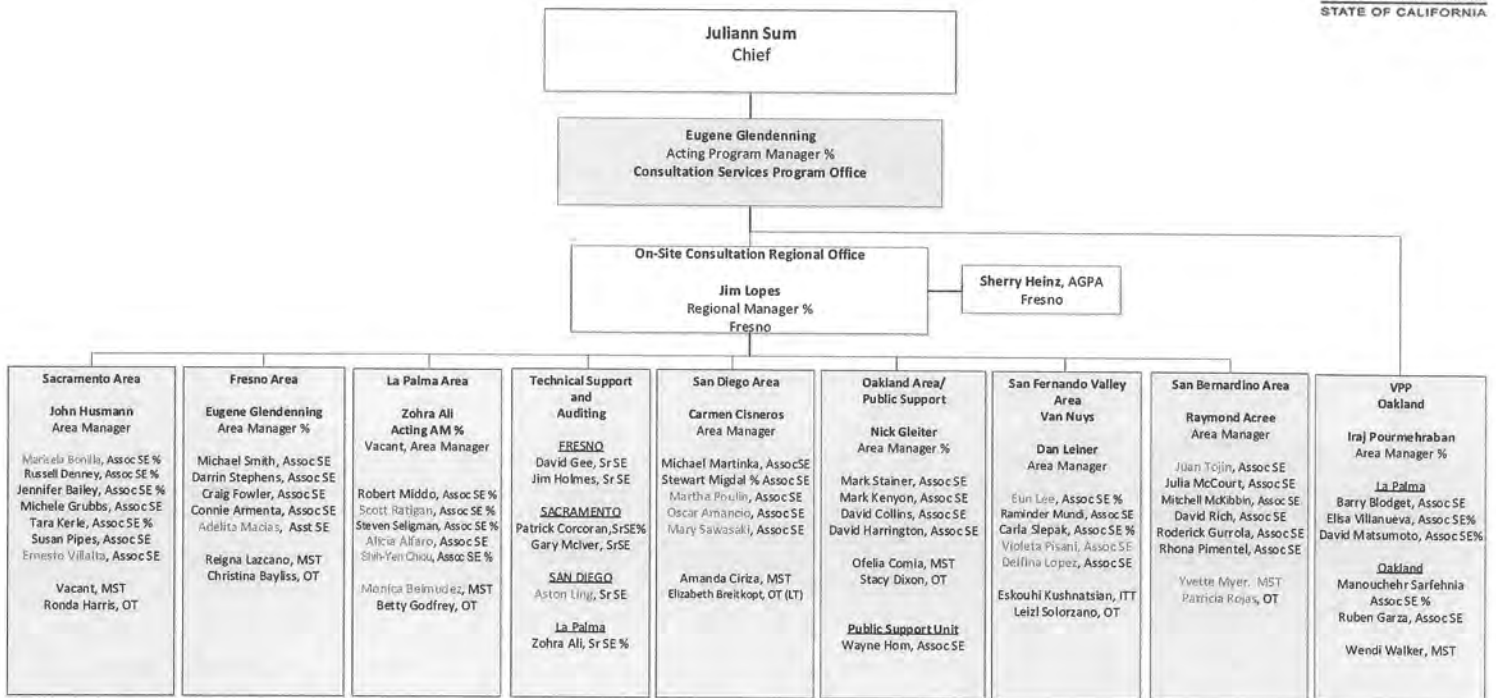 STATE OF CALIFORNIA
Juliann Sum
Chief
Eugene Glendenning
Acting Program Manager %
Consultation Services Program Office
On-Site Consultation Regional Office
Jim Lopes
Regional Manager %
Fresno
Sherry Heinz, AGPA
Fresno
Sacramento Area
John Husmann
Area Manager
Marisela Bonilla, Assoc SE %
Russell Denney, Assoc SE %
Jennifer Bailey, Assoc SE %
Michele Grubbs, Assoc SE
Tara Kerle, Assoc SE %
Susan Pipes, Assoc SE
Ernesto Villalta, Assoc SE
Vacant, MST
Ronda Harris, OT
Fresno Area
Eugene Glendenning
Area Manager %
Michael Smith, Assoc SE
Darrin Stephens, Assoc SE
Craig Fowler, Assoc SE
Connie Armenta, Assoc SE
Adelita Macias, Asst SE
Reigna Lazcano, MST
Christina Bayliss, OT
La Palma Area
Zohra Ali
Acting AM %
Vacant, Area Manager
Robert Middo, Assoc SE %
Scott Ratigan, Assoc SE %
Steven Seligman, Assoc SE %
Alicia Alfaro, Assoc SE
Shih-Yen Chiou, Assoc SE %
Monica Beimudez, MST
Betty Godfrey, OT
Technical Support
and
Auditing
FRESNO
David Gee, Sr SE
Jim Holmes, Sr SE
SACRAMENTO
Patrick Corcoran, SrSE%
Gary McIver, SrSE
SAN DIEGO
Aston Ling, Sr SE
La Palma
Zohra Ali, Sr SE %
San Diego Area
Carmen Cisneros
Area Manager
Michael Martinka, AssocSE
Stewart Migdal % Assoc SE
Martha Poulin, Assoc SE
Oscar Amancio, Assoc SE
Mary Sawasaki, Assoc SE
Amanda Ciriza, MST
Elizabeth Breitkopt, OT (LT)
Oakland Area/
Public Support
Nick Gleiter
Area Manager %
Mark Stainer, Assoc SE
Mark Kenyon, Assoc SE
David Collins, Assoc SE
David Harrington, Assoc SE
Ofelia Comla, MST
Stacy Dixon, OT
Public Support Unit
Wayne Hom, Assoc SE
San Fernando Valley
Area
Van Nuys
Dan Leiner
Area Manager
Eun Lee, Assoc SE %
Raminder Mundi, Assoc SE
Carla Slepak, Assoc SE %
Violeta Pisani, Assoc SE
Delfina Lopez, Assoc SE
Eskouhi Kushnatsian, ITT
Leizl Solorzano, OT
San Bernardino Area
Raymond Acree
Area Manager
Juan Tojin, Assoc SE
Julia McCourt, Assoc SE
Mitchell McKibbin, Assoc SE
David Rich, Assoc SE
Roderick Gurrola, Assoc SE
Rhona Pimentel, Assoc SE
Yvette Myer, MST
Patricia Rojas, OT
VPP
Oakland
Iraj Pourmehraban
Area Manager %
La Palma
Barry Blodget, Assoc SE
Elisa Villanueva, Assoc SE%
David Matsumoto, Assoc SE%
Oakland
Manouchehr Sarfehnia
Assoc SE %
Ruben Garza, Assoc SE
Wendi Walker, MST